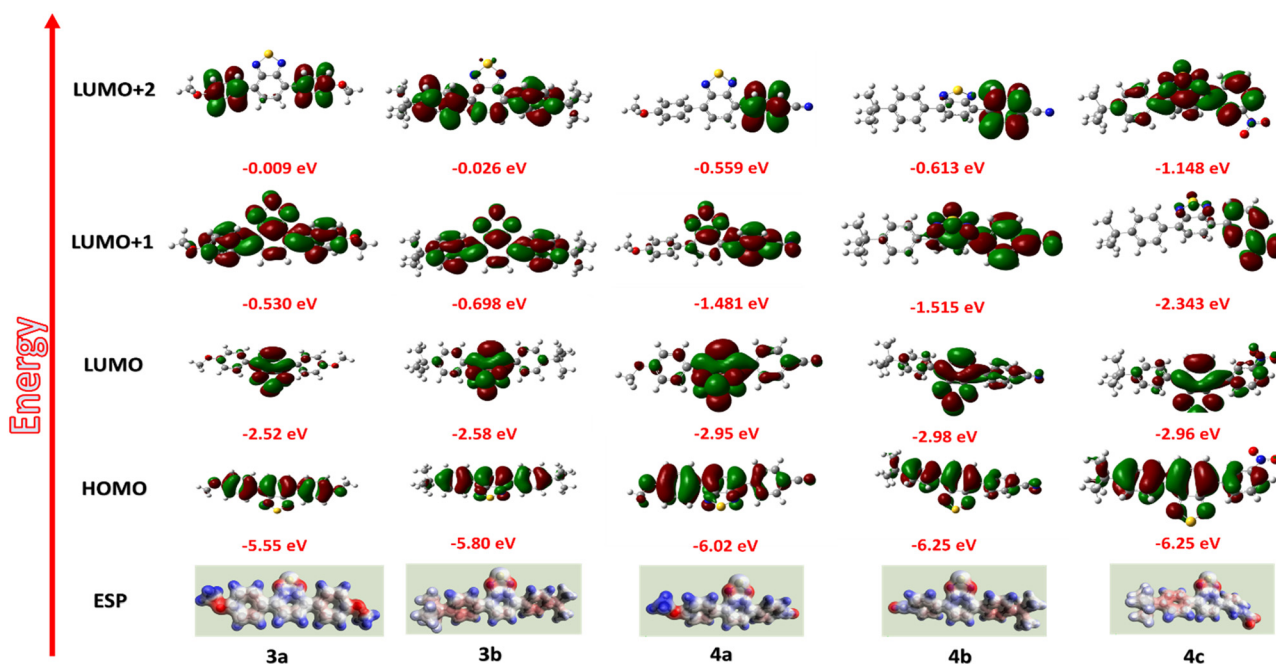 LUMO+2
-0.009 eV
-0.026 eV
-0.559 eV
-0.613 eV
-1.148 eV
LUMO+1
-0.530 eV
-0.698 eV
-1.481 eV
-1.515 eV
-2.343 eV
Energy
LUMO
-2.52 eV
-2.58 eV
-2.95 eV
-2.98 eV
-2.96 eV
HOMO
-5.55 eV
-5.80 eV
-6.02 eV
-6.25 eV
-6.25 eV
ESP
3a
3b
4a
4b
4c